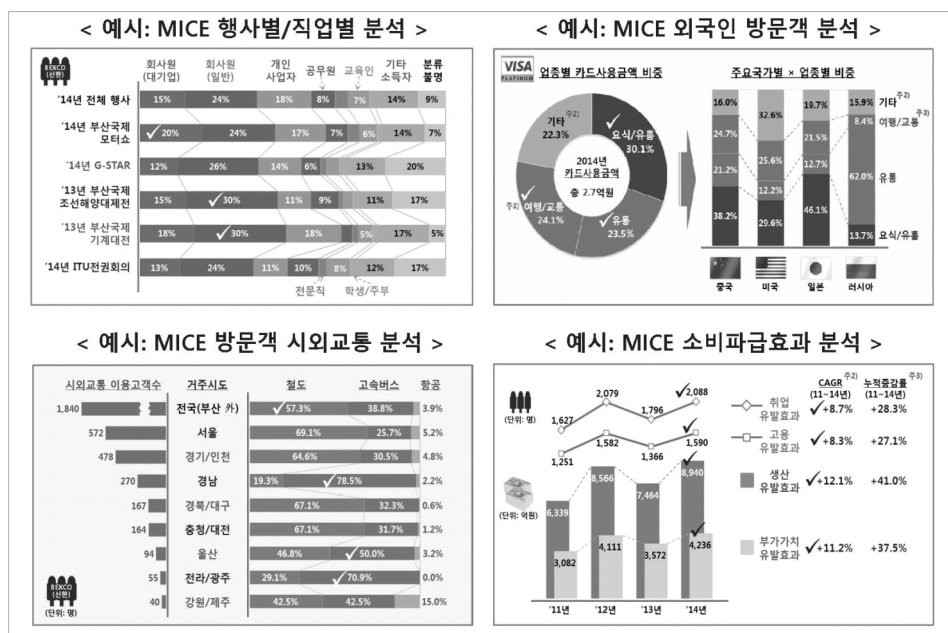 < 예시: MICE 행사별/직업별 분석 >
BEXCO
(신한)
회사원
(대기업)
회사원
(일반)
개인
사업자
공무원
교육인
기타
소득자
분류
불명
'14년 전체 행사 15% 24% 18% 8% 7% 14% 9%
'14년 부산국제
모터쇼
20% 24% 17% 7% 6% 14% 7%
'14년 G-STAR 12% 26% 14% 6% 13% 20%
'13년 부산국제
조선해양대제전
15% 30% 11% 9% 11% 17%
'13년 부산국제
기계대전
18% 30% 18% 5% 17% 5%
'14년 ITU전권회의 13% 24% 11% 10% 8% 12% 17%
전문직 학생/주부
< 예시: MICE 외국인 방문객 분석 >
VISA
PLATINUM
업종별 카드사용금액 비중
기타주2)
22.3%
요식/유흥
30.1%
2014년
카드사용금액
총 2.7억원
주3) 여행/교통
24.1%
유통
23.5%
주요국가별 × 업종별 비중
16.0% 32.6% 19.7% 15.9% 기타주2)
24.7% 25.6% 21.5% 8.4% 여행/교통주3)
21.2% 12.2% 12.7% 62.0% 유통
38.2% 29.6% 46.1% 13.7% 요식/유흥
중국 미국 일본 러시아
< 예시: MICE 방문객 시외교통 분석 >
시외교통 이용고객수 거주시도 철도 고속버스 항공
1,840 전국(부산 外) 57.3% 38.8% 3.9%
572 서울 69.1% 25.7% 5.2%
478 경기/인천 64.6% 30.5% 4.8%
270 경남 19.3% 78.5% 2.2%
167 경북/대구 67.1% 32.3% 0.6%
164 충청/대전 67.1% 31.7% 1.2%
94 울산 46.8% 50.0% 3.2%
55 전라/광주 29.1% 70.9% 0.0%
40 강원/제주 42.5% 42.5% 15.0%
BEXCO
(신한)
(단위: 명)
< 예시: MICE 소비파급효과 분석 >
(단위: 명)
1,627 2,079 1,796 2,088
1,251 1,582 1,366 1,590
(단위: 억원)
6,339 8,566 7,464 8,940
3,082 4,111 3,572 4,236
'11년 '12년 '13년 '14년
CAGR주2)
(11~14년)
누적증감률주3)
(11~14년)
취업
유발효과
+8.7% +28.3%
고용
유발효과
+8.3% +27.1%
생산
유발효과
+12.1% +41.0%
부가가치
유발효과
+11.2% +37.5%